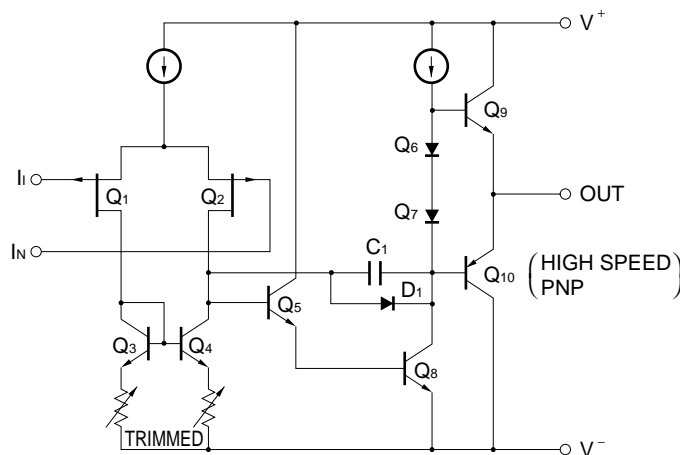 V+
Q9
Q6
II
Q1
Q2
Q7
OUT
IN
C1
Q10
(HIGH SPEED)
PNP
D1
Q5
Q3
Q4
Q8
TRIMMED
V−